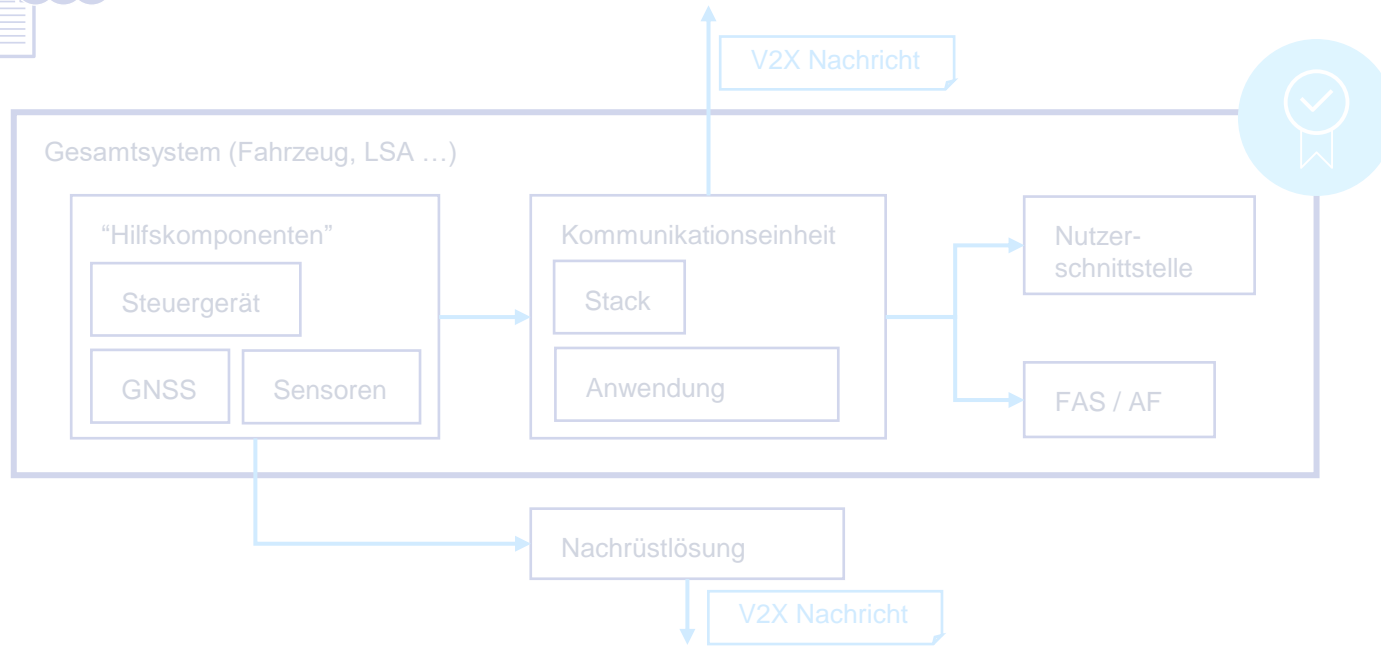 V2X Nachricht
Gesamtsystem (Fahrzeug, LSA …)
“Hilfskomponenten”
Steuergerät
GNSS
Sensoren
Kommunikationseinheit
Stack
Anwendung
Nutzer-
schnittstelle
FAS / AF
Nachrüstlösung
V2X Nachricht